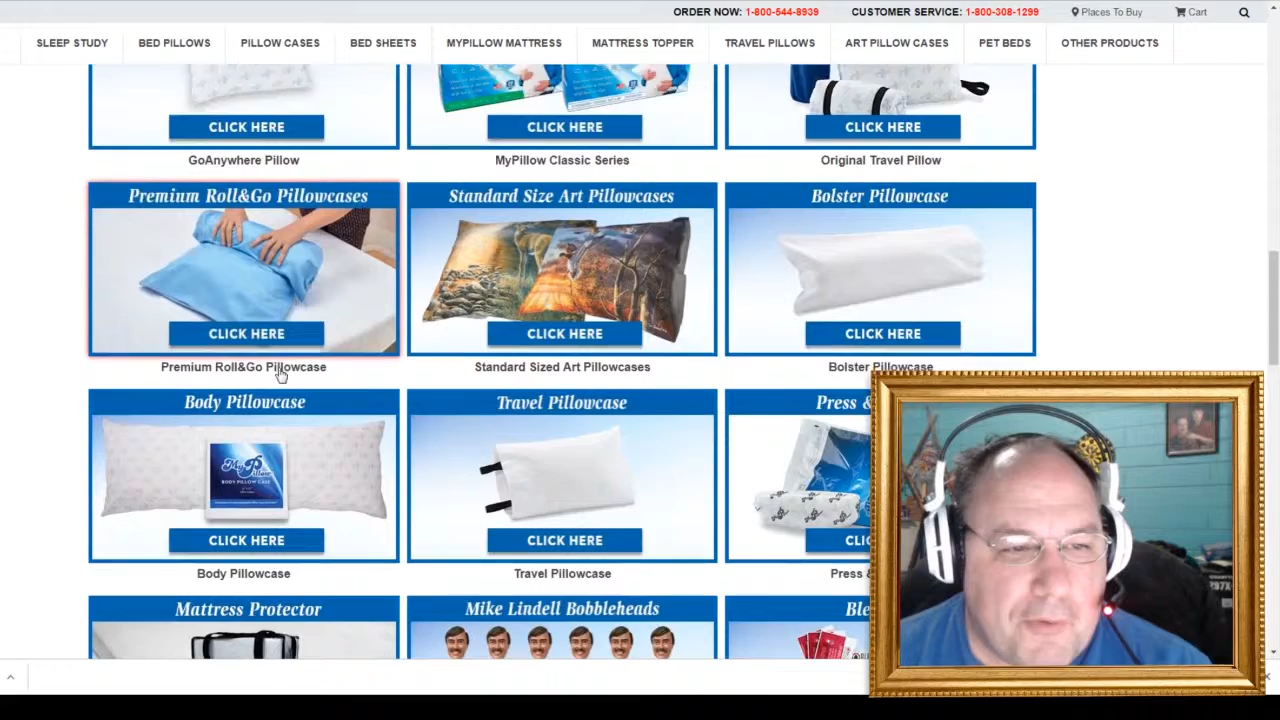 ORDER NOW: 1-800-544-8939 CUSTOMER SERVICE: 1-800-308-1299 Places To Buy Cart
SLEEP STUDY BED PILLOWS PILLOW CASES BED SHEETS MYPILLOW MATTRESS MATTRESS TOPPER TRAVEL PILLOWS ART PILLOW CASES PET BEDS OTHER PRODUCTS
CLICK HERE CLICK HERE CLICK HERE
GoAnywhere Pillow MyPillow Classic Series Original Travel Pillow
Premium Roll&Go Pillowcases Standard Size Art Pillowcases Bolster Pillowcase
CLICK HERE CLICK HERE CLICK HERE
Premium Roll&Go Pillowcase Standard Sized Art Pillowcases Bolster Pillowcase
Body Pillowcase Travel Pillowcase Press &
MyPillow
BODY PILLOW CASE
CLICK HERE CLICK HERE CLIC
Body Pillowcase Travel Pillowcase Press &
Mattress Protector Mike Lindell Bobbleheads Ble